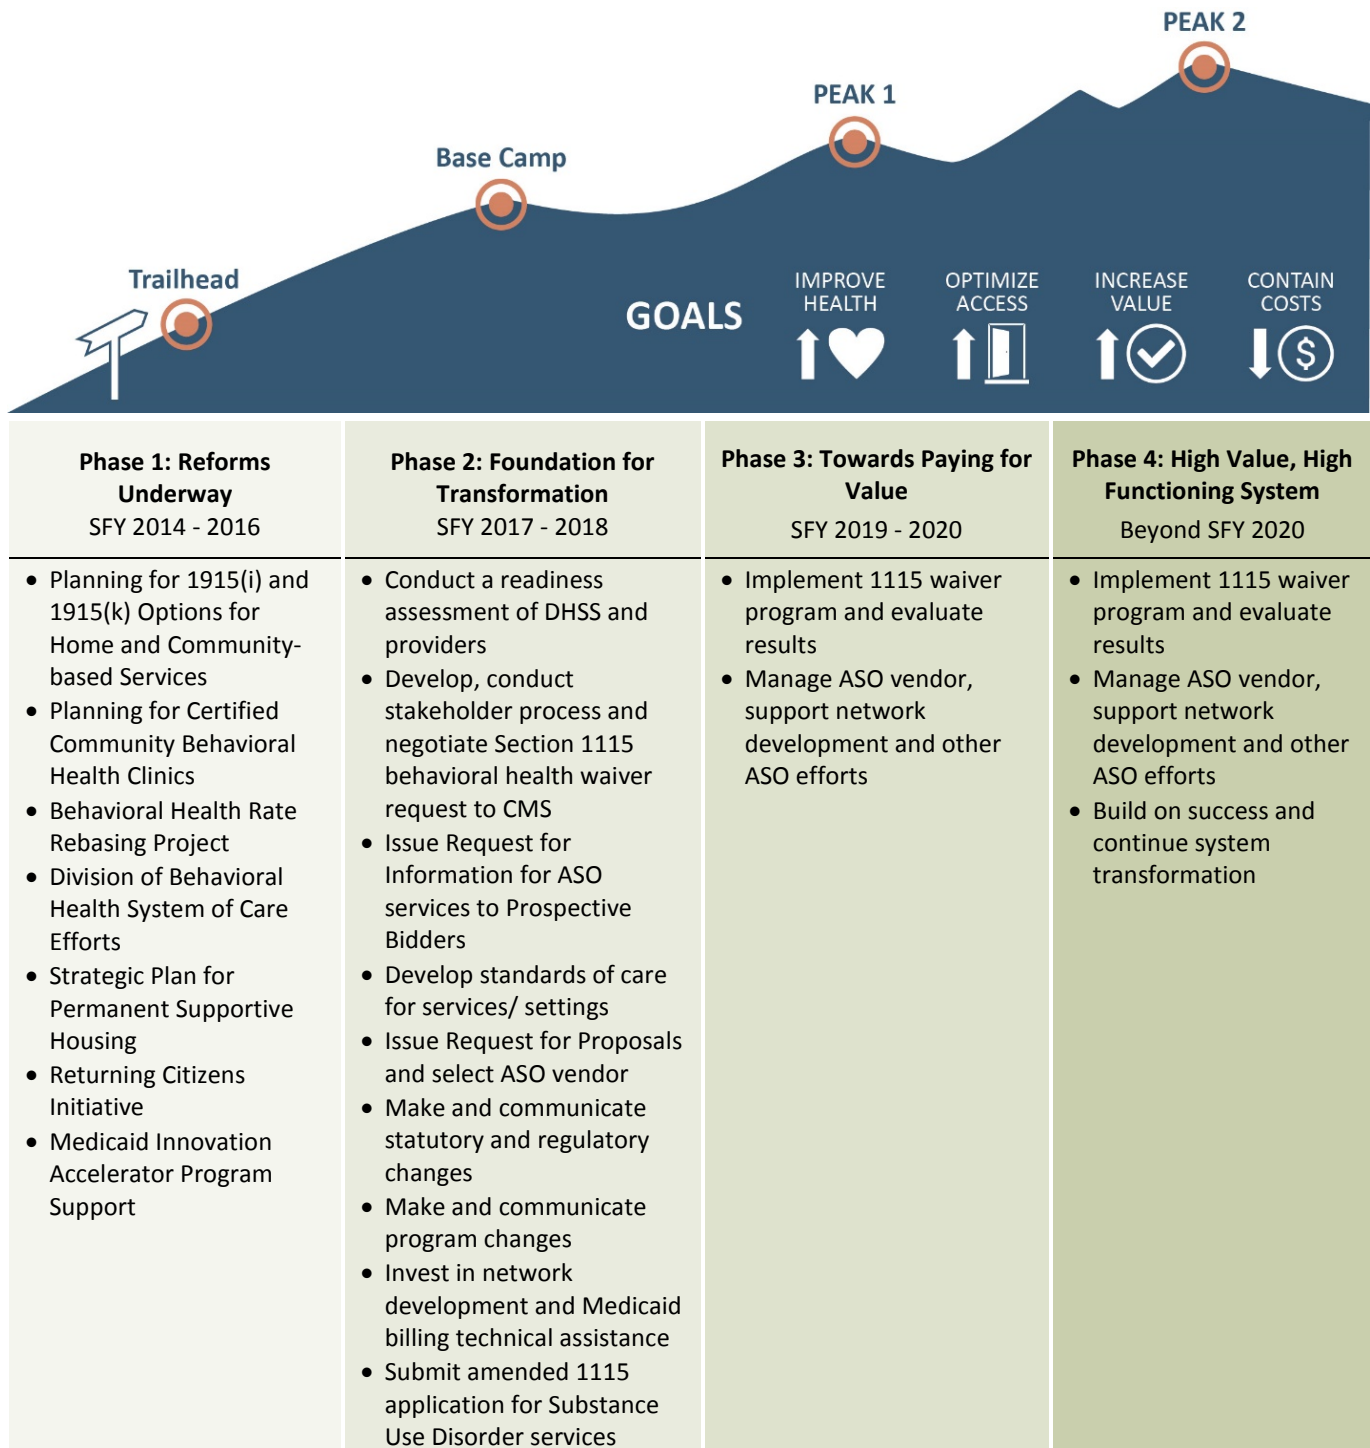 PEAK 2
PEAK 1
Base Camp
Trailhead
GOALS
IMPROVE
HEALTH
OPTIMIZE
ACCESS
INCREASE
VALUE
CONTAIN
COSTS
$
Phase 1: Reforms
Underway
SFY 2014 - 2016
• Planning for 1915(i) and
1915(k) Options for
Home and Community-
based Services
• Planning for Certified
Community Behavioral
Health Clinics
• Behavioral Health Rate
Rebasing Project
• Division of Behavioral
Health System of Care
Efforts
• Strategic Plan for
Permanent Supportive
Housing
• Returning Citizens
Initiative
• Medicaid Innovation
Accelerator Program
Support
Phase 2: Foundation for
Transformation
SFY 2017 - 2018
• Conduct a readiness
assessment of DHSS and
providers
• Develop, conduct
stakeholder process and
negotiate Section 1115
behavioral health waiver
request to CMS
• Issue Request for
Information for ASO
services to Prospective
Bidders
• Develop standards of care
for services/ settings
• Issue Request for Proposals
and select ASO vendor
• Make and communicate
statutory and regulatory
changes
• Make and communicate
program changes
• Invest in network
development and Medicaid
billing technical assistance
• Submit amended 1115
application for Substance
Use Disorder services
Phase 3: Towards Paying for
Value
SFY 2019 - 2020
• Implement 1115 waiver
program and evaluate
results
• Manage ASO vendor,
support network
development and other
ASO efforts
Phase 4: High Value, High
Functioning System
Beyond SFY 2020
• Implement 1115 waiver
program and evaluate
results
• Manage ASO vendor,
support network
development and other
ASO efforts
• Build on success and
continue system
transformation